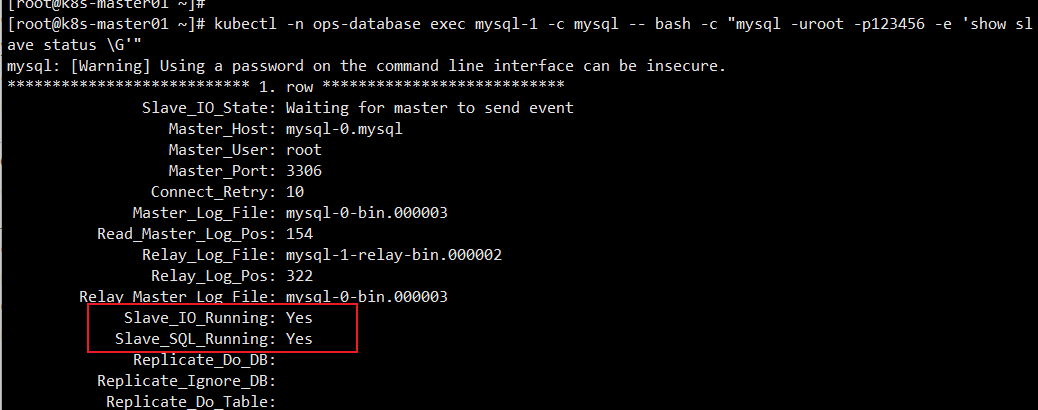 [root@k8s-master01 ~]#
[root@k8s-master01 ~]# kubectl -n ops-database exec mysql-1 -c mysql -- bash -c "mysql -uroot -p123456 -e 'show sl
ave status \G'"
mysql: [Warning] Using a password on the command line interface can be insecure.
*************************** 1. row ***************************
Slave_IO_State: Waiting for master to send event
Master_Host: mysql-0.mysql
Master_User: root
Master_Port: 3306
Connect_Retry: 10
Master_Log_File: mysql-0-bin.000003
Read_Master_Log_Pos: 154
Relay_Log_File: mysql-1-relay-bin.000002
Relay_Log_Pos: 322
Relay_Master_Log_File: mysql-0-bin.000003
Slave_IO_Running: Yes
Slave_SQL_Running: Yes
Replicate_Do_DB:
Replicate_Ignore_DB:
Replicate_Do_Table: